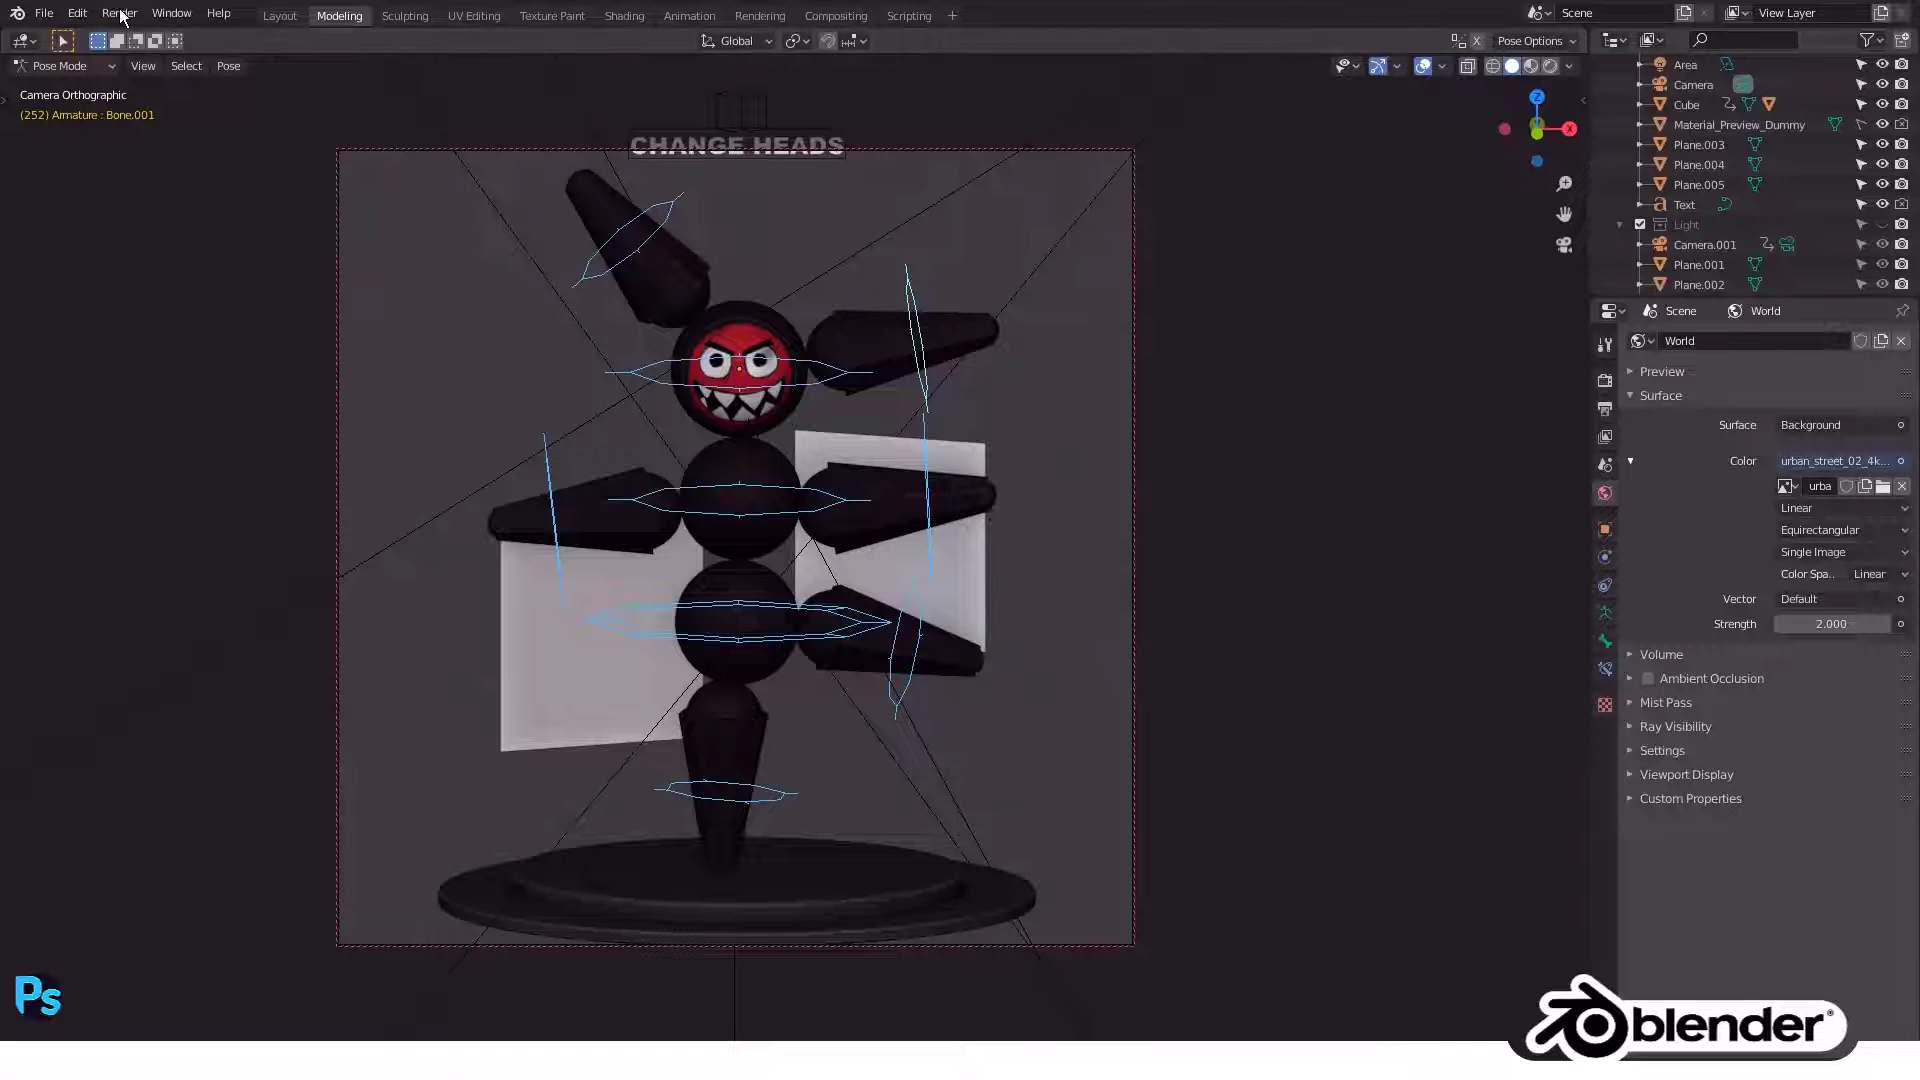 File Edit Render Window Help Layout Modeling Sculpting UV Editing Texture Paint Shading Animation Rendering Compositing Scripting + Scene View Layer
Global X Pose Options
Pose Mode View Select Pose
Camera Orthographic
(252) Armature : Bone.001
CHANGE HEADS
Z
X
Area
Camera
Cube
Material_Preview_Dummy
Plane.003
Plane.004
Plane.005
Text
Light
Camera.001
Plane.001
Plane.002
Scene World
World
Preview
Surface
Surface Background
Color urban_street_02_4k...
urba
Linear
Equirectangular
Single Image
Color Spa.. Linear
Vector Default
Strength 2.000
Volume
Ambient Occlusion
Mist Pass
Ray Visibility
Settings
Viewport Display
Custom Properties
Ps
blender®